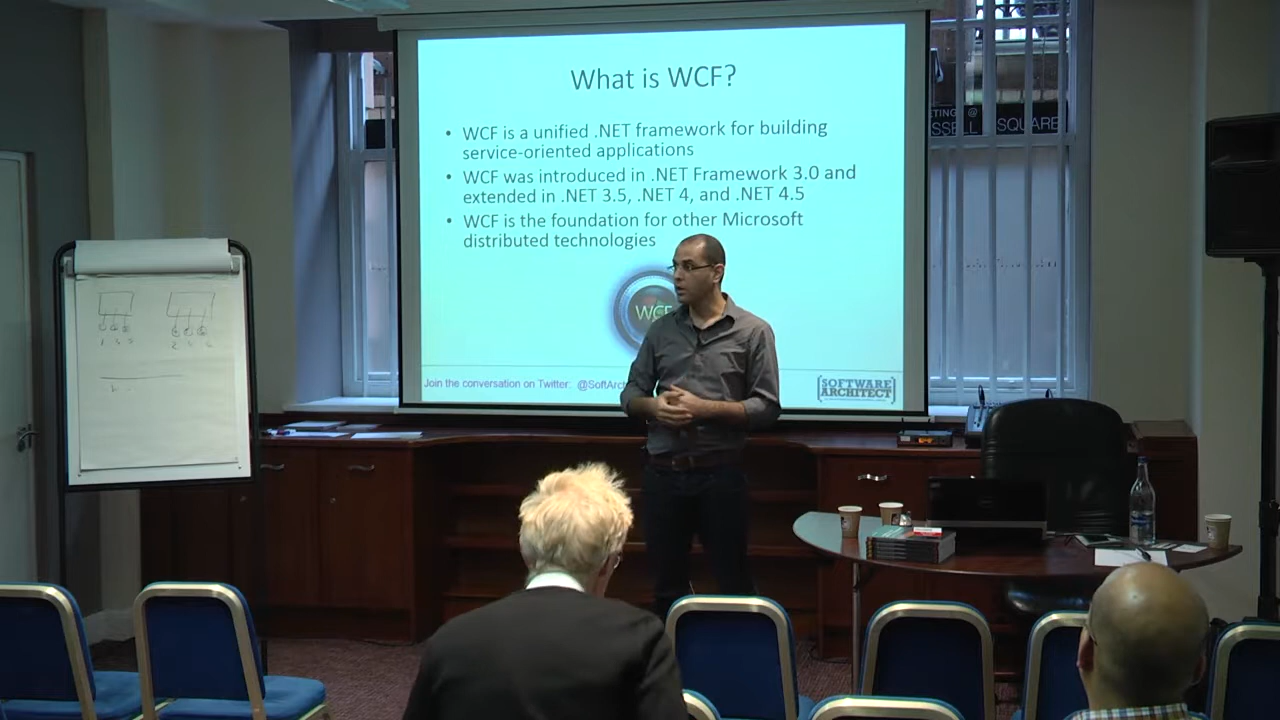 What is WCF?
• WCF is a unified .NET framework for building
service-oriented applications
• WCF was introduced in .NET Framework 3.0 and
extended in .NET 3.5, .NET 4, and .NET 4.5
• WCF is the foundation for other Microsoft
distributed technologies
WCF
Join the conversation on Twitter: @SoftArc
SOFTWARE
ARCHITECT
TING @
SSELL SQUARE